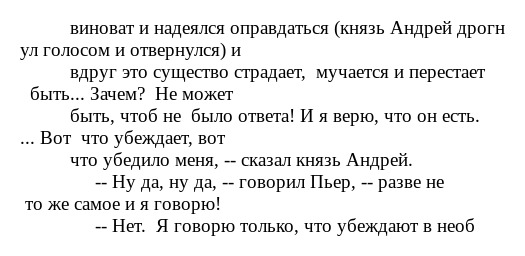 виноват и надеялся оправдаться (князь Андрей дрогн
ул голосом и отвернулся) и
вдруг это существо страдает, мучается и перестает
быть... Зачем? Не может
быть, чтоб не было ответа! И я верю, что он есть.
... Вот что убеждает, вот
что убедило меня, -- сказал князь Андрей.
-- Ну да, ну да, -- говорил Пьер, -- разве не
то же самое и я говорю!
-- Нет. Я говорю только, что убеждают в необ